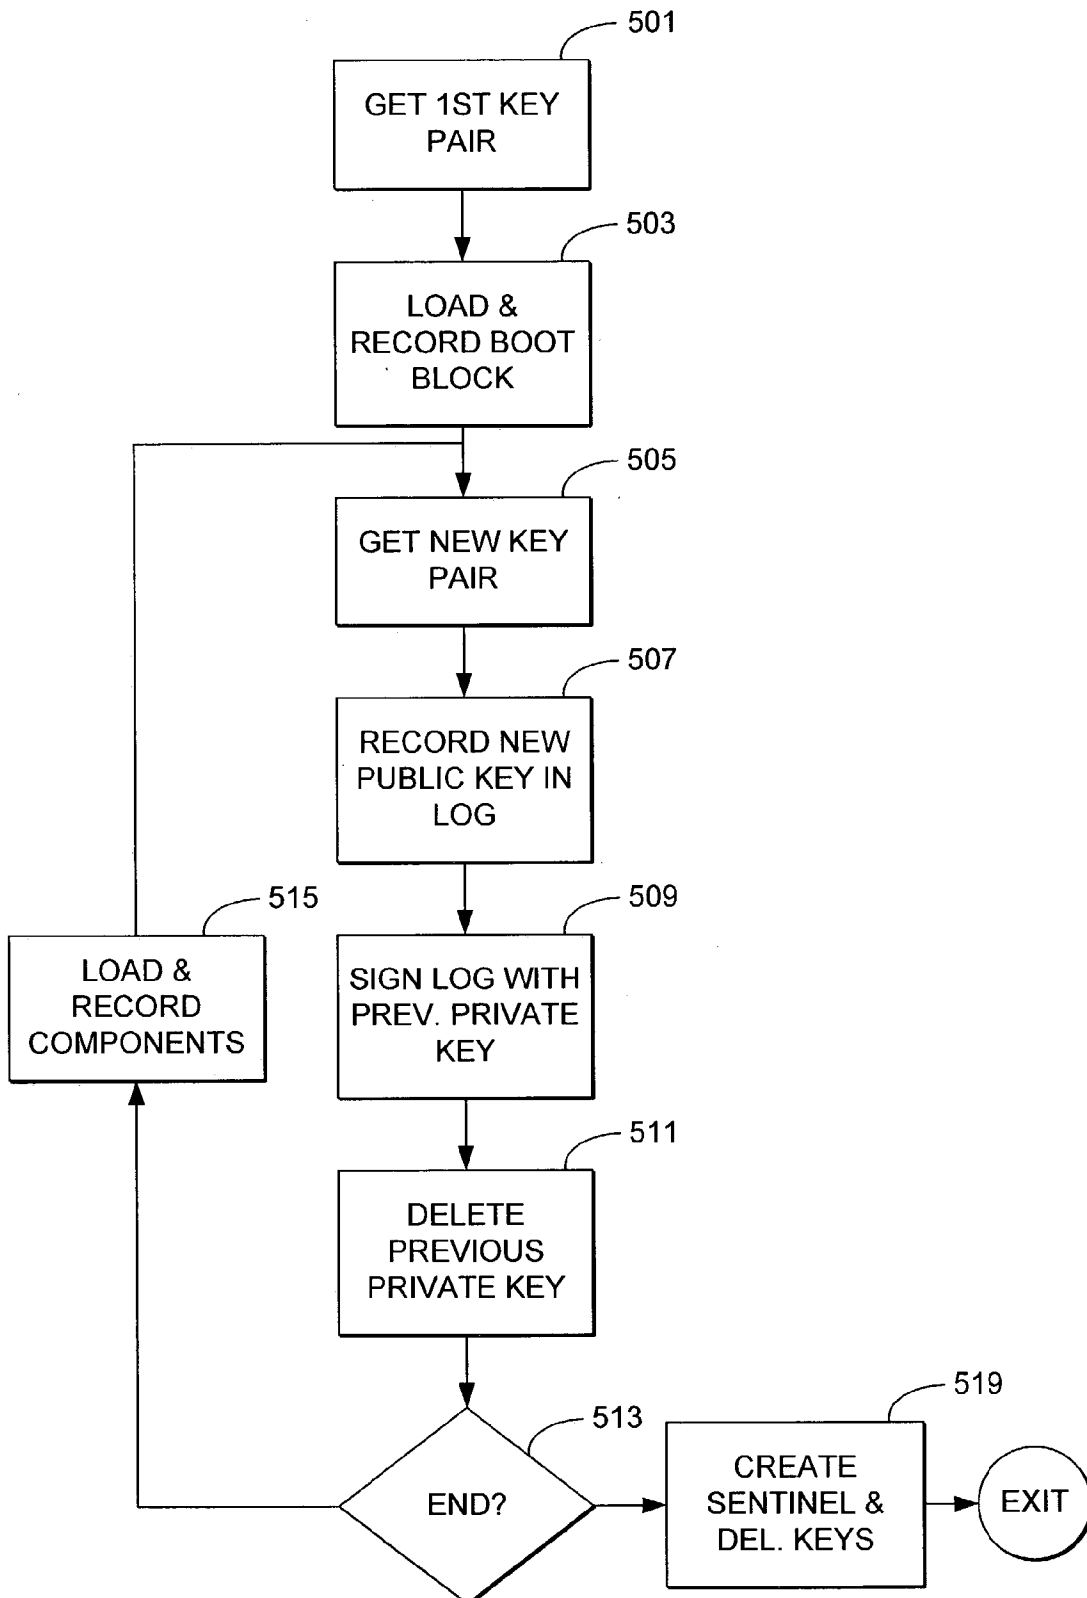 501
GET 1ST KEY
PAIR
503
LOAD &
RECORD BOOT
BLOCK
505
GET NEW KEY
PAIR
507
RECORD NEW
PUBLIC KEY IN
LOG
509
SIGN LOG WITH
PREV. PRIVATE
KEY
515
LOAD &
RECORD
COMPONENTS
511
DELETE
PREVIOUS
PRIVATE KEY
513
END?
519
CREATE
SENTINEL &
DEL. KEYS
EXIT